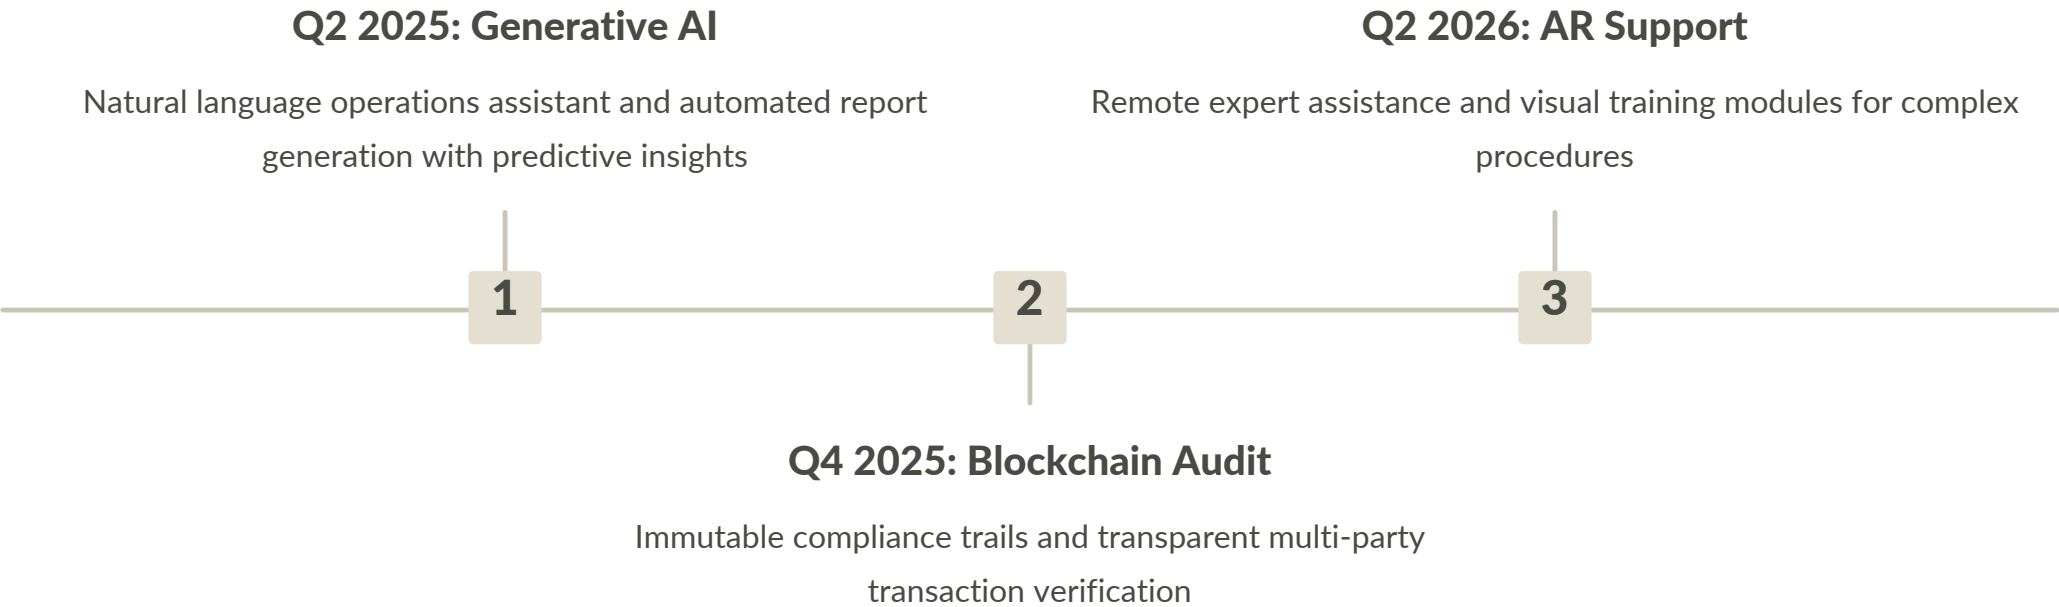 Q2 2025: Generative AI
Natural language operations assistant and automated report
generation with predictive insights
Q2 2026: AR Support
Remote expert assistance and visual training modules for complex
procedures
1
2
3
Q4 2025: Blockchain Audit
Immutable compliance trails and transparent multi-party
transaction verification